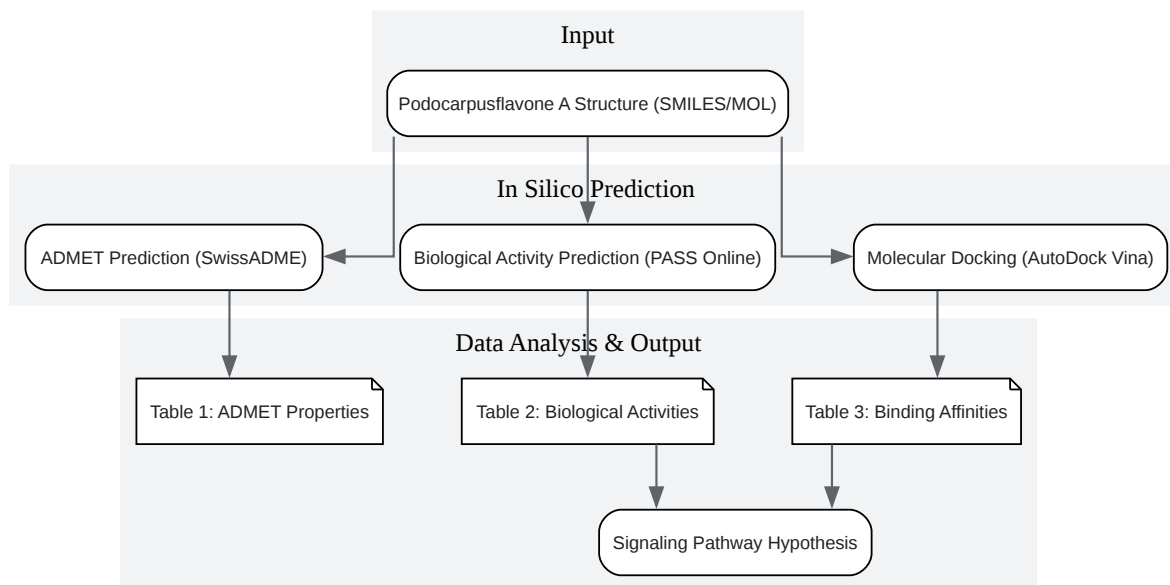 Input
Podocarpusflavone A Structure (SMILES/MOL)
In Silico Prediction
ADMET Prediction (SwissADME)
Biological Activity Prediction (PASS Online)
Molecular Docking (AutoDock Vina)
Data Analysis & Output
Table 1: ADMET Properties
Table 2: Biological Activities
Table 3: Binding Affinities
Signaling Pathway Hypothesis